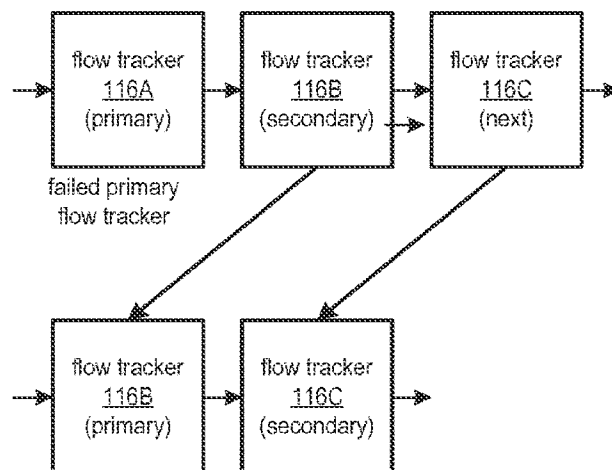 flow tracker
116A
(primary)
flow tracker
116B
(secondary)
flow tracker
116C
(next)
failed primary
flow tracker
flow tracker
116B
(primary)
flow tracker
116C
(secondary)